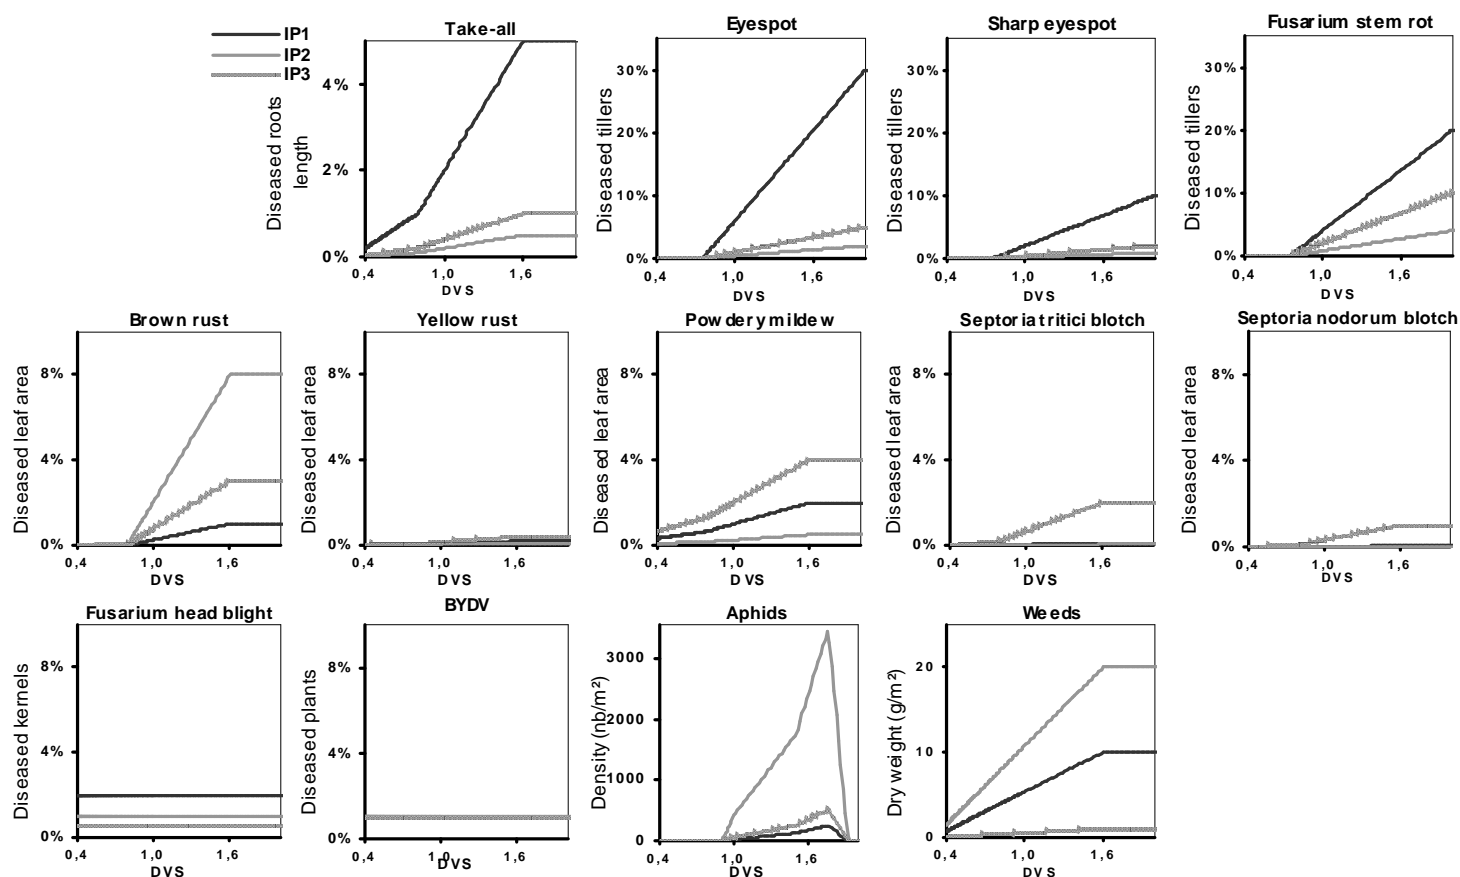 IP1
IP2
IP3
Take-all
Diseased roots
length
4%
2%
0%
0,4
1,0
1,6
DVS
Eyespot
Diseased tillers
30%
20%
10%
0%
0,4
1,0
1,6
DVS
Sharp eyespot
Diseased tillers
30%
20%
10%
0%
0,4
1,0
1,6
DVS
Fusarium stem rot
Diseased tillers
30%
20%
10%
0%
0,4
1,0
1,6
DVS
Brown rust
Diseased leaf area
8%
4%
0%
0,4
1,0
1,6
DVS
Yellow rust
Diseased leaf area
8%
4%
0%
0,4
1,0
1,6
DVS
Powdery mildew
Diseased leaf area
8%
4%
0%
0,4
1,0
1,6
DVS
Septoria tritici blotch
Diseased leaf area
8%
4%
0%
0,4
1,0
1,6
DVS
Septoria nodorum blotch
Diseased leaf area
8%
4%
0%
0,4
1,0
1,6
DVS
Fusarium head blight
Diseased kernels
8%
4%
0%
0,4
1,0
1,6
DVS
BYDV
Diseased plants
8%
4%
0%
0,4
1,0
1,6
DVS
Aphids
Density (nb/m²)
3000
2000
1000
0
0,4
1,0
1,6
DVS
Weeds
Dry weight (g/m²)
20
10
0
0,4
1,0
1,6
DVS